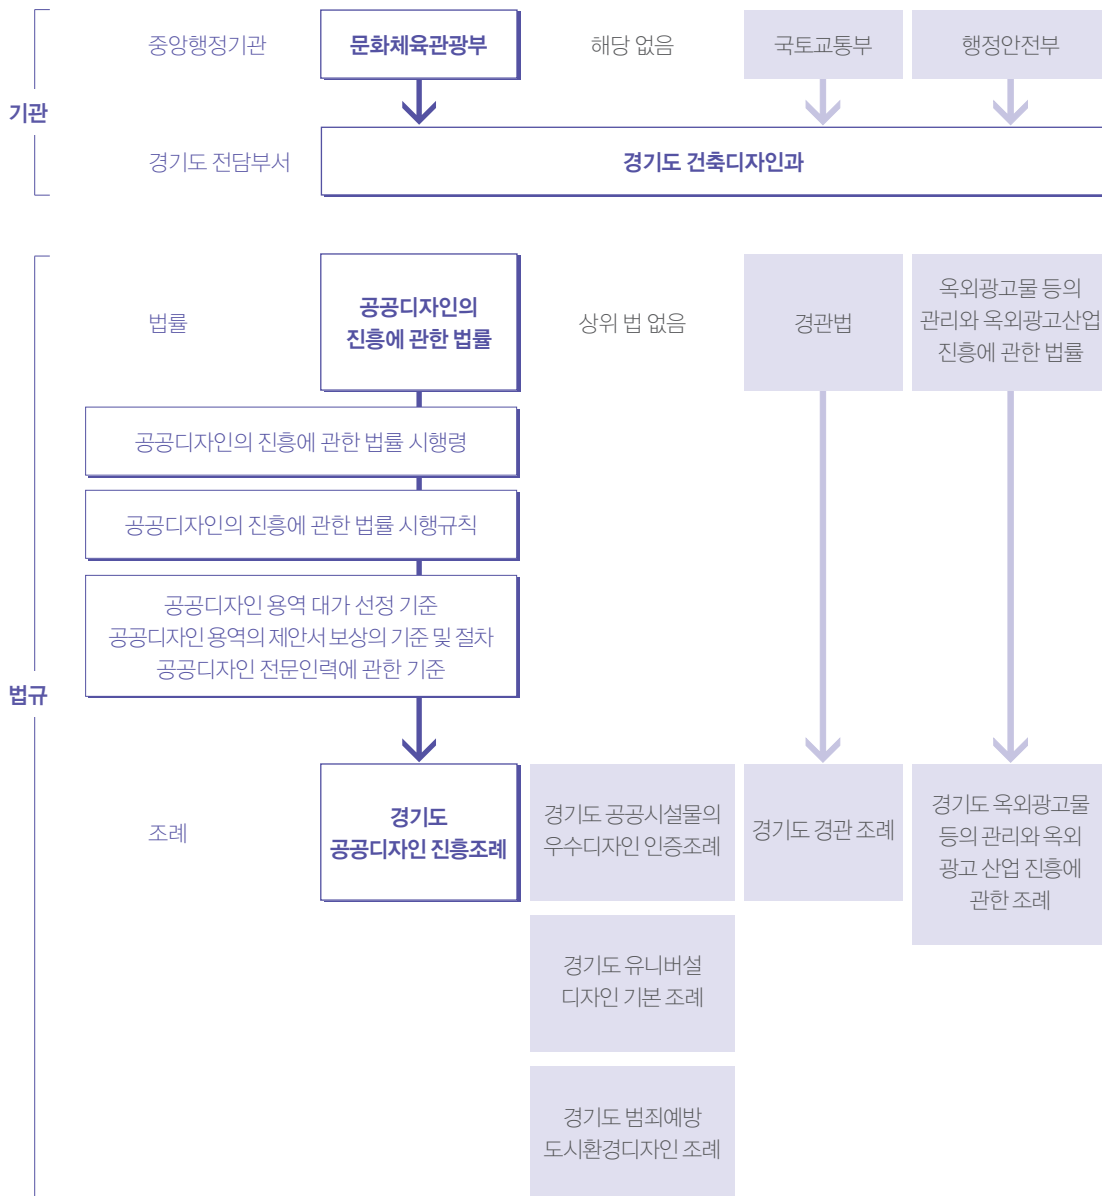 기관
중앙행정기관
문화체육관광부
해당 없음
국토교통부
행정안전부
경기도 전담부서
경기도 건축디자인과
법규
법률
공공디자인의
진흥에 관한 법률
상위 법 없음
경관법
옥외광고물 등의
관리와 옥외광고산업
진흥에 관한 법률
공공디자인의 진흥에 관한 법률 시행령
공공디자인의 진흥에 관한 법률 시행규칙
공공디자인 용역 대가 선정 기준
공공디자인 용역의 제안서 보상의 기준 및 절차
공공디자인 전문인력에 관한 기준
조례
경기도
공공디자인 진흥조례
경기도 공공시설물의
우수디자인 인증조례
경기도 경관 조례
경기도 옥외광고물
등의 관리와 옥외
광고 산업 진흥에
관한 조례
경기도 유니버설
디자인 기본 조례
경기도 범죄예방
도시환경디자인 조례